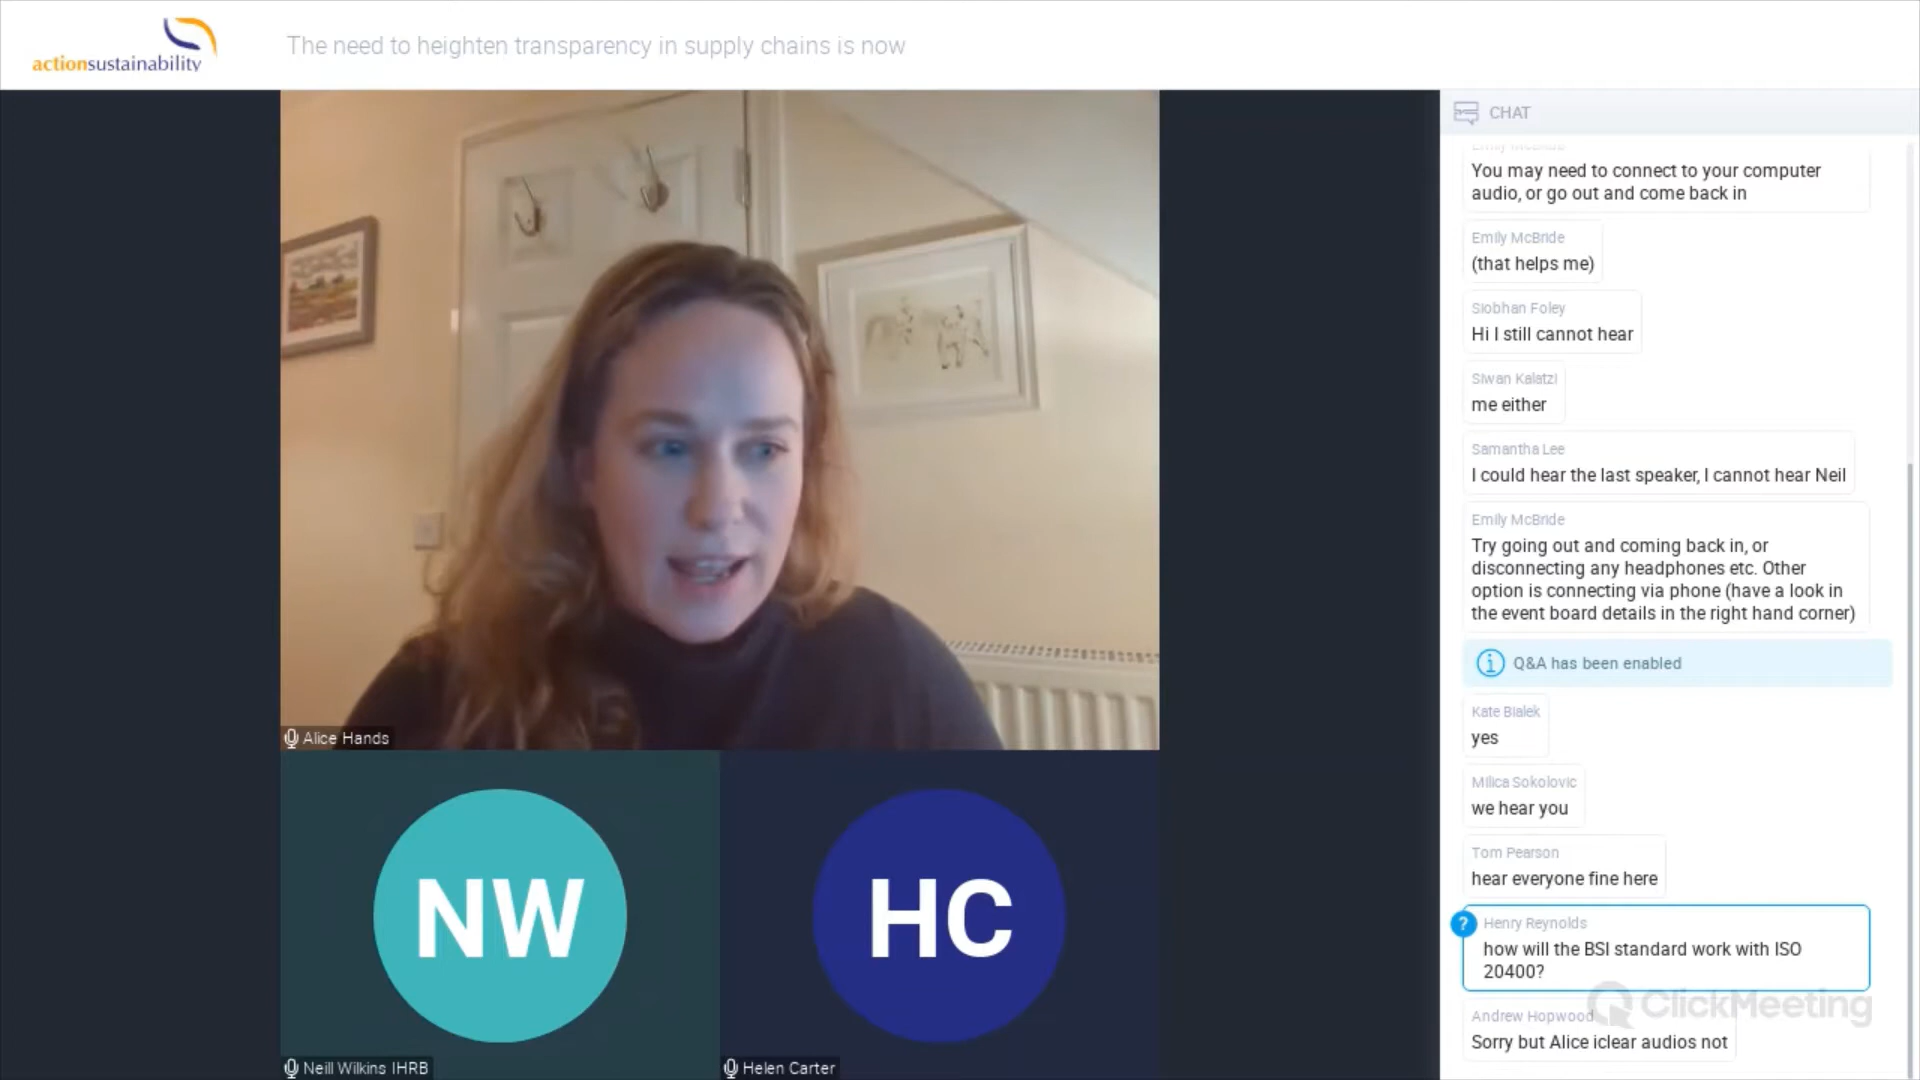 actionsustainability
The need to heighten transparency in supply chains is now
CHAT
Emily McBride
You may need to connect to your computer
audio, or go out and come back in
Emily McBride
(that helps me)
Siobhan Foley
Hi I still cannot hear
Siwan Kalatzi
me either
Samantha Lee
I could hear the last speaker, I cannot hear Neil
Emily McBride
Try going out and coming back in, or
disconnecting any headphones etc. Other
option is connecting via phone (have a look in
the event board details in the right hand corner)
Q&A has been enabled
Kate Bialek
yes
Milica Sokolovic
we hear you
Tom Pearson
hear everyone fine here
?
Henry Reynolds
how will the BSI standard work with ISO
20400?
Andrew Hopwood
Sorry but Alice iclear audios not
ClickMeeting
Alice Hands
NW
HC
Neill Wilkins IHRB
Helen Carter